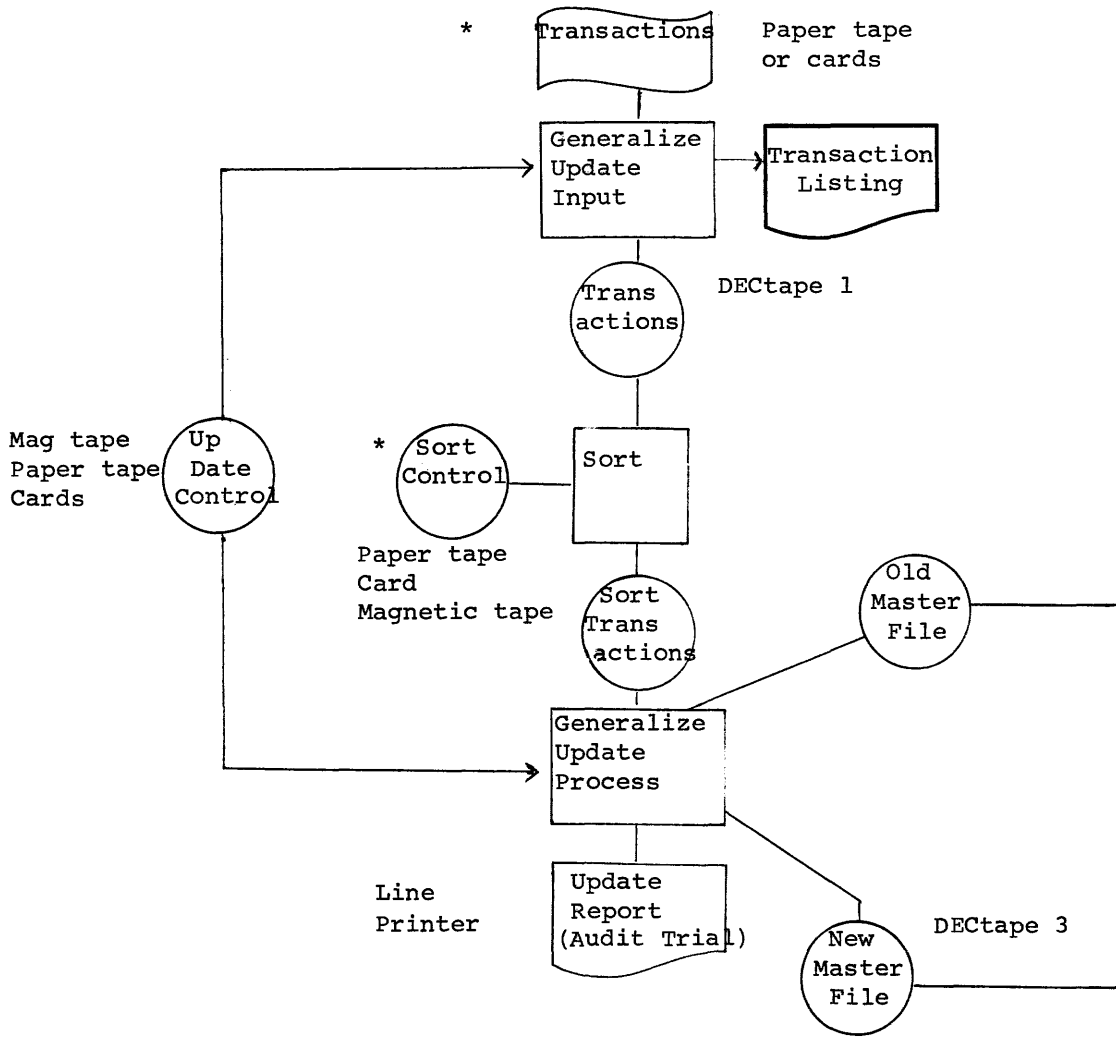 *
Transactions
Paper tape
or cards
Generalize
Update
Input
Transaction
Listing
Trans
actions
DECtape 1
Mag tape
Paper tape
Cards
Up
Date
Control
*
Sort
Control
Sort
Paper tape
Card
Magnetic tape
Sort
Trans
actions
Old
Master
File
Generalize
Update
Process
Line
Printer
Update
Report
(Audit Trial)
New
Master
File
DECtape 3